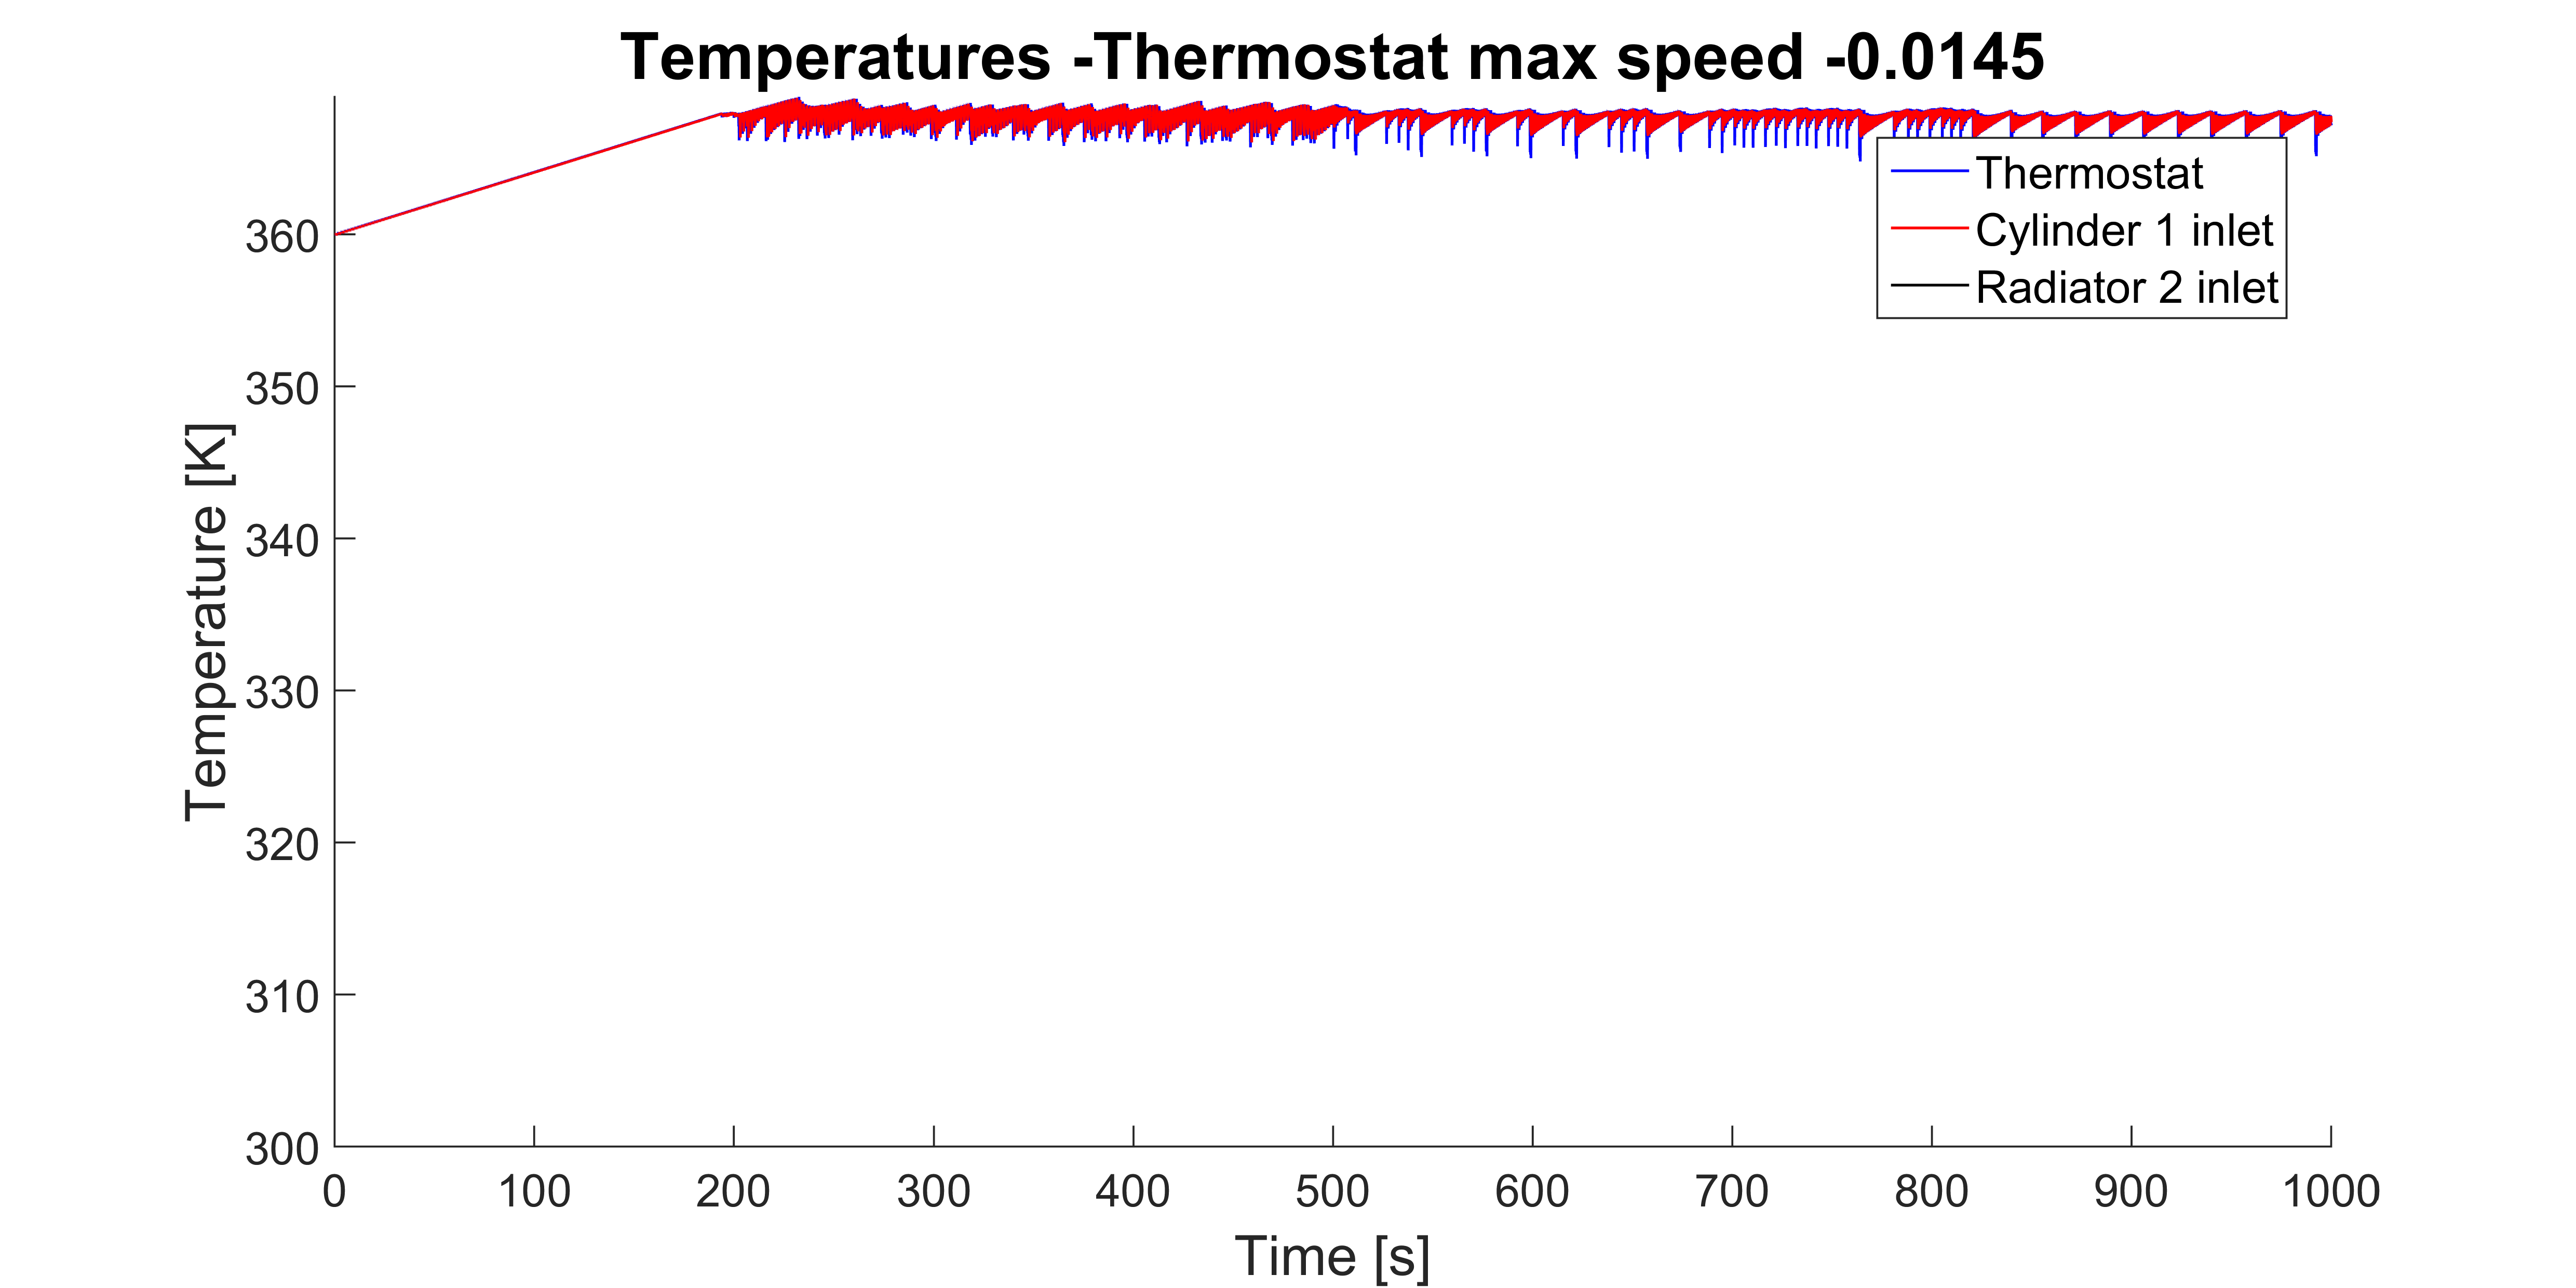 Temperatures -Thermostat max speed -0.0145
Thermostat
Cylinder 1 inlet
Radiator 2 inlet
Temperature [K]
360
350
340
330
320
310
300
0 100 200 300 400 500 600 700 800 900 1000
Time [s]